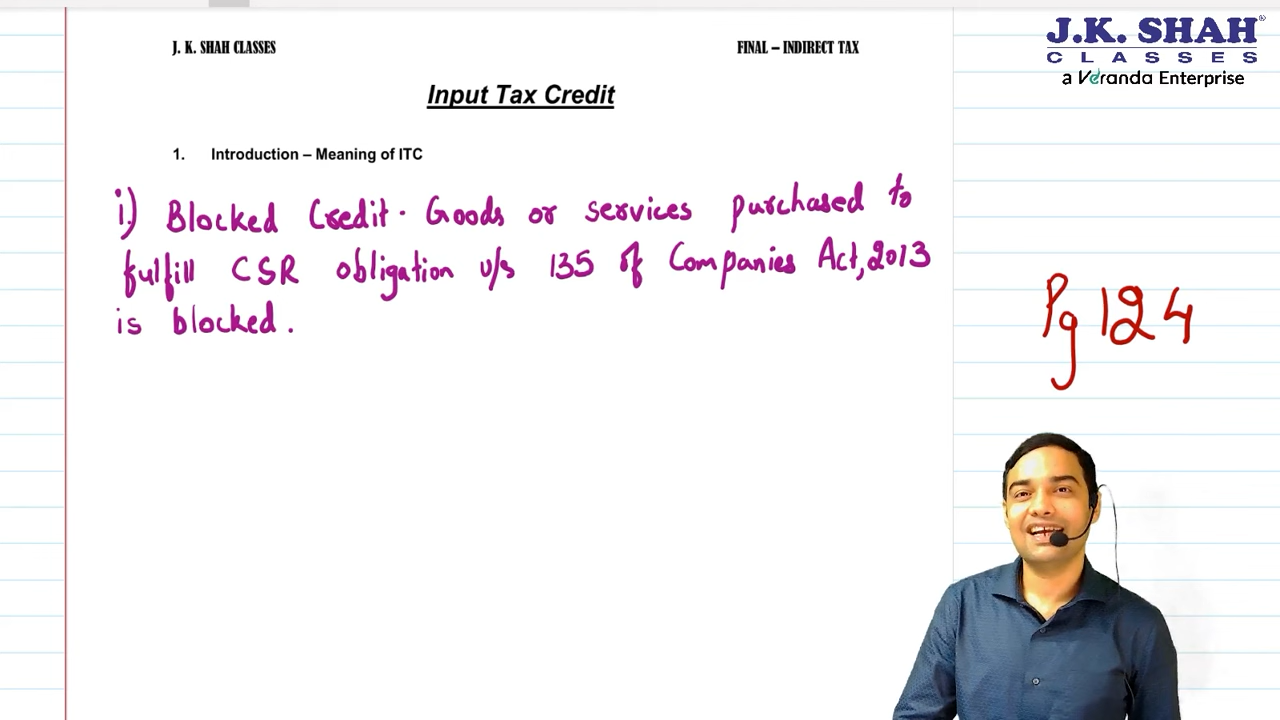 J. K. SHAH CLASSES
FINAL – INDIRECT TAX
J.K. SHAH®
CLASSES
a Veranda Enterprise
Input Tax Credit
1. Introduction – Meaning of ITC
i.) Blocked Credit. Goods or services purchased to
fulfill CSR obligation u/s 135 of Companies Act, 2013
is blocked.
Pg 124